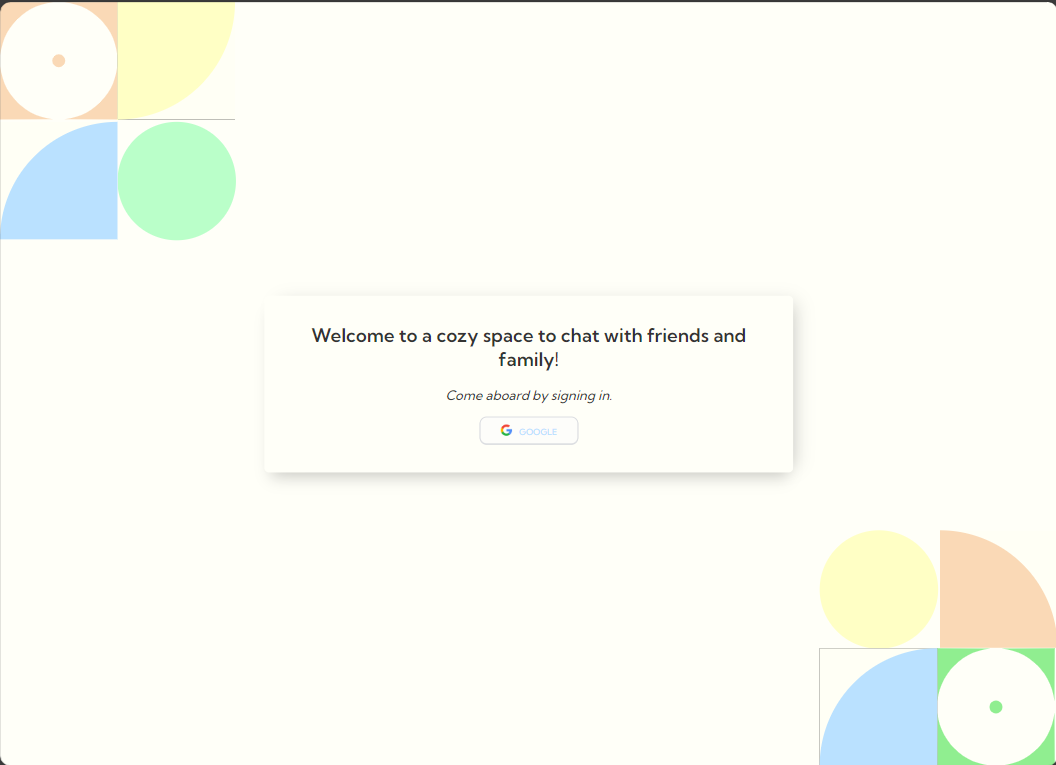 Welcome to a cozy space to chat with friends and
family!
Come aboard by signing in.
GOOGLE